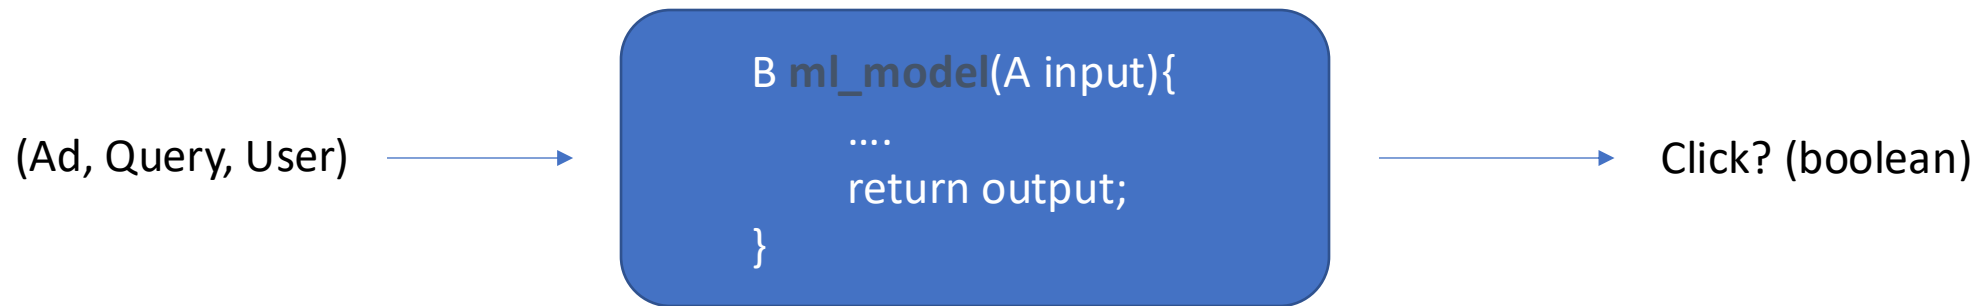 (Ad, Query, User)
B ml_model(A input){
....
return output;
}
Click? (boolean)